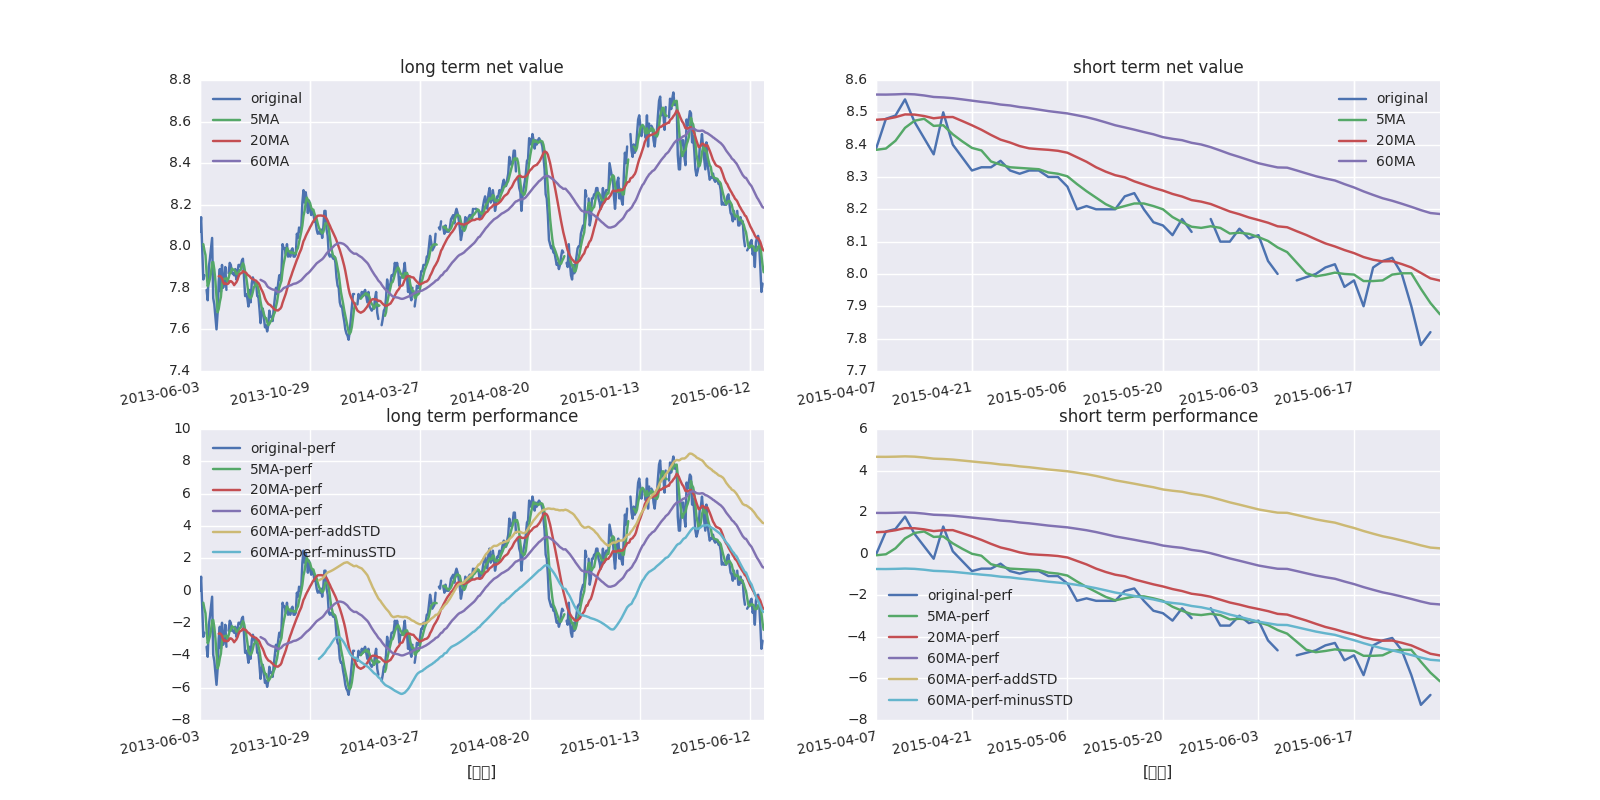 long term net value
8.8
8.6
8.4
8.2
8.0
7.8
7.6
7.4
original
5MA
20MA
60MA
2013-06-03 2013-10-29 2014-03-27 2014-08-20 2015-01-13 2015-06-12
short term net value
8.6
8.5
8.4
8.3
8.2
8.1
8.0
7.9
7.8
7.7
original
5MA
20MA
60MA
2015-04-07 2015-04-21 2015-05-06 2015-05-20 2015-06-03 2015-06-17
long term performance
10
8
6
4
2
0
−2
−4
−6
−8
original-perf
5MA-perf
20MA-perf
60MA-perf
60MA-perf-addSTD
60MA-perf-minusSTD
2013-06-03 2013-10-29 2014-03-27 2014-08-20 2015-01-13 2015-06-12
short term performance
6
4
2
0
−2
−4
−6
−8
original-perf
5MA-perf
20MA-perf
60MA-perf
60MA-perf-addSTD
60MA-perf-minusSTD
2015-04-07 2015-04-21 2015-05-06 2015-05-20 2015-06-03 2015-06-17